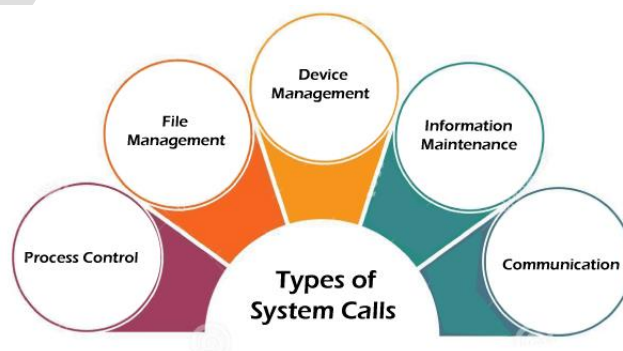 Device
Management
File
Management
Information
Maintenance
Process Control
Communication
Types of
System Calls